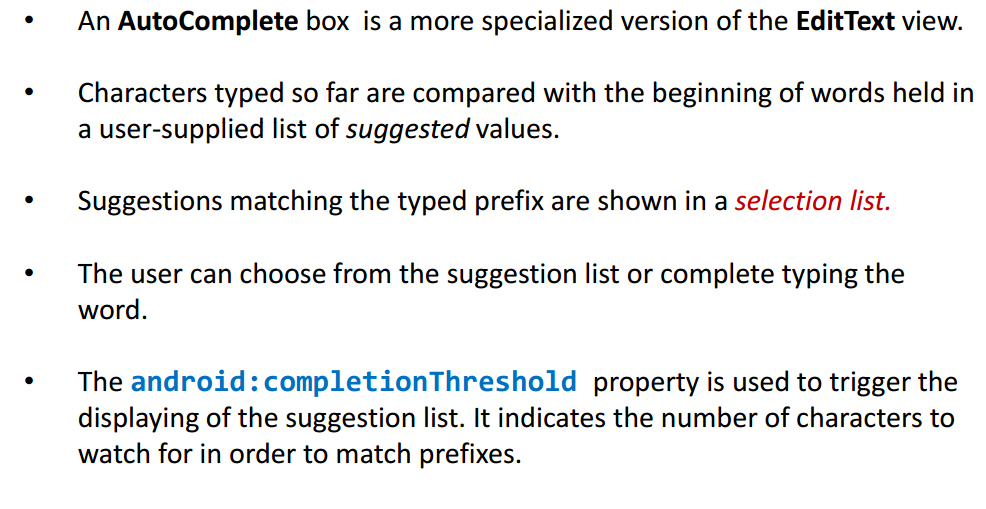 • An AutoComplete box is a more specialized version of the EditText view.
• Characters typed so far are compared with the beginning of words held in
a user-supplied list of suggested values.
• Suggestions matching the typed prefix are shown in a selection list.
• The user can choose from the suggestion list or complete typing the
word.
• The android:completionThreshold property is used to trigger the
displaying of the suggestion list. It indicates the number of characters to
watch for in order to match prefixes.